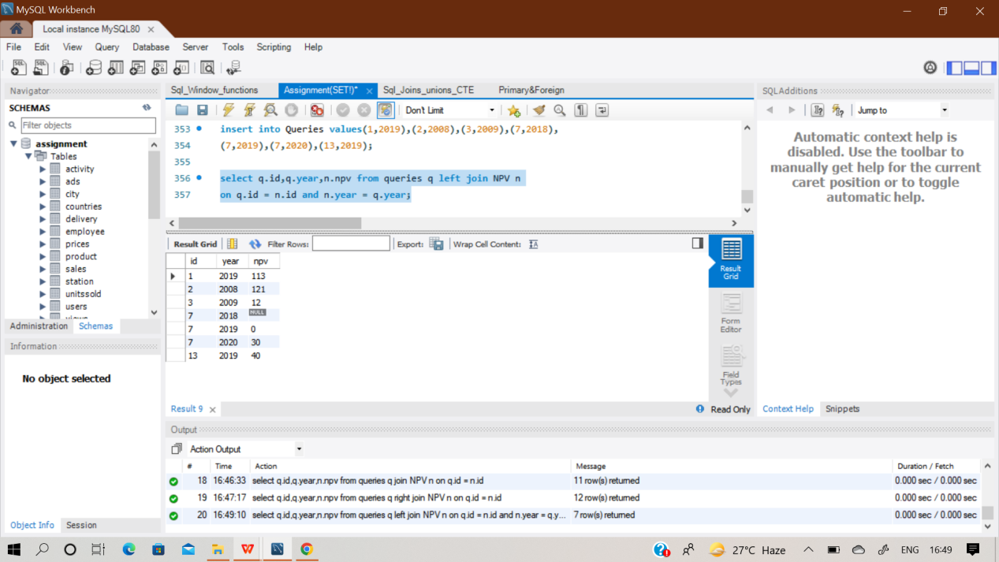 MySQL Workbench
Local instance MySQL80
File Edit View Query Database Server Tools Scripting Help
Navigator
SCHEMAS
Filter objects
assignment
Tables
activity
ads
city
countries
delivery
employee
prices
product
sales
station
unitssold
users
views
Administration Schemas
Information
No object selected
Object Info Session
Sql_Window_functions Assignment(SET!)* Sql_Joins_unions_CTE Primary&Foreign
Don't Limit
353 insert into Queries values(1,2019),(2,2008),(3,2009),(7,2018),
354 (7,2019),(7,2020),(13,2019);
355
356 select q.id,q.year,n.npv from queries q left join NPV n
357 on q.id = n.id and n.year = q.year;
Result Grid Filter Rows: Export: Wrap Cell Content:
id year npv
1 2019 113
2 2008 121
3 2009 12
7 2018 NULL
7 2019 0
7 2020 30
13 2019 40
Result Grid
Form Editor
Field Types
Result 9 Read Only
SQLAdditions
Jump to
Automatic context help is
disabled. Use the toolbar to
manually get help for the current
caret position or to toggle
automatic help.
Context Help Snippets
Output
Action Output
# Time Action Message Duration / Fetch
18 16:46:33 select q.id,q.year,n.npv from queries q join NPV n on q.id = n.id 11 row(s) returned 0.000 sec / 0.000 sec
19 16:47:17 select q.id,q.year,n.npv from queries q right join NPV n on q.id = n.id 12 row(s) returned 0.000 sec / 0.000 sec
20 16:49:10 select q.id,q.year,n.npv from queries q left join NPV n on q.id = n.id and n.year = q.y... 7 row(s) returned 0.000 sec / 0.000 sec
27°C Haze ENG 16:49